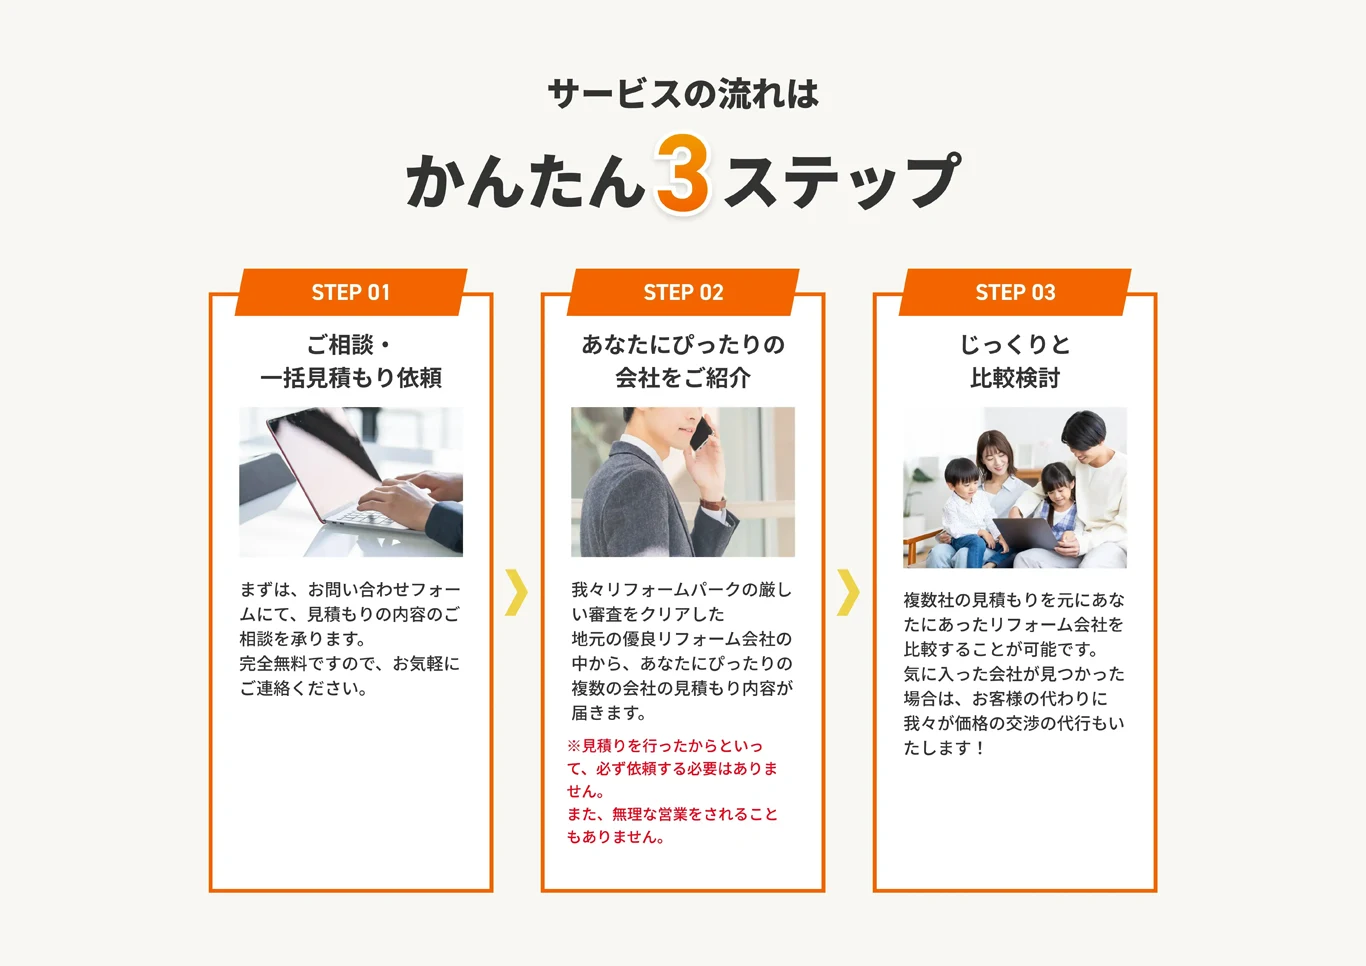 サービスの流れは
かんたん3ステップ
STEP 01
ご相談・
一括見積もり依頼
まずは、お問い合わせフォー
ムにて、見積もりの内容のご
相談を承ります。
完全無料ですので、お気軽に
ご連絡ください。
STEP 02
あなたにぴったりの
会社をご紹介
我々リフォームパークの厳し
い審査をクリアした
地元の優良リフォーム会社の
中から、あなたにぴったりの
複数の会社の見積もり内容が
届きます。
※見積りを行ったからといっ
て、必ず依頼する必要はありま
せん。
また、無理な営業をされること
もありません。
STEP 03
じっくりと
比較検討
複数社の見積もりを元にあな
たにあったリフォーム会社を
比較することが可能です。
気に入った会社が見つかった
場合は、お客様の代わりに
我々が価格の交渉の代行もい
たします！